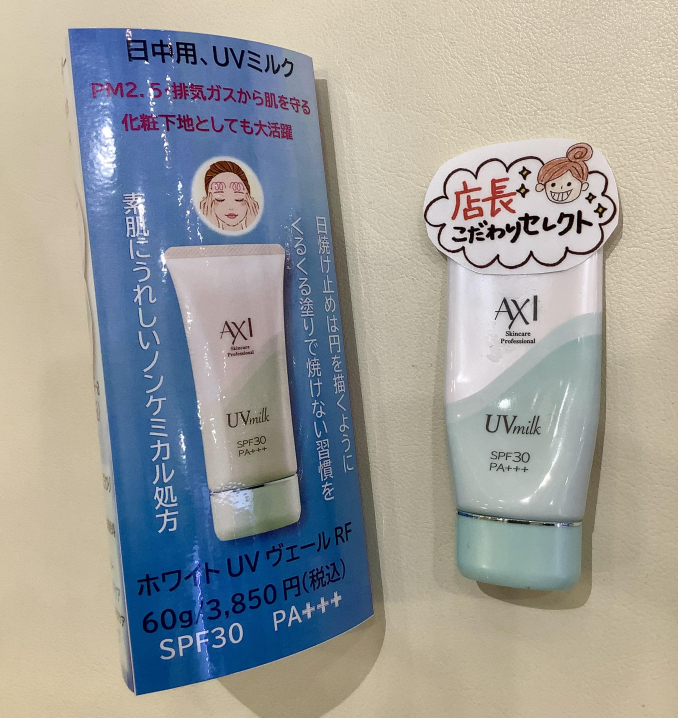 日中用、UVミルク
PM2.5・排気ガスから肌を守る
化粧下地としても大活躍
日焼け止めは円を描くように
くるくる塗りで焼けない習慣を
素肌にうれしいノンケミカル処方
AXI
Skincare
Professional
UVmilk
SPF30
PA+++
ホワイト UV ヴェール RF
60g/3,850円(税込)
SPF30 PA+++
店長
こだわりセレクト
AXI
Skincare
Professional
UVmilk
SPF30
PA+++